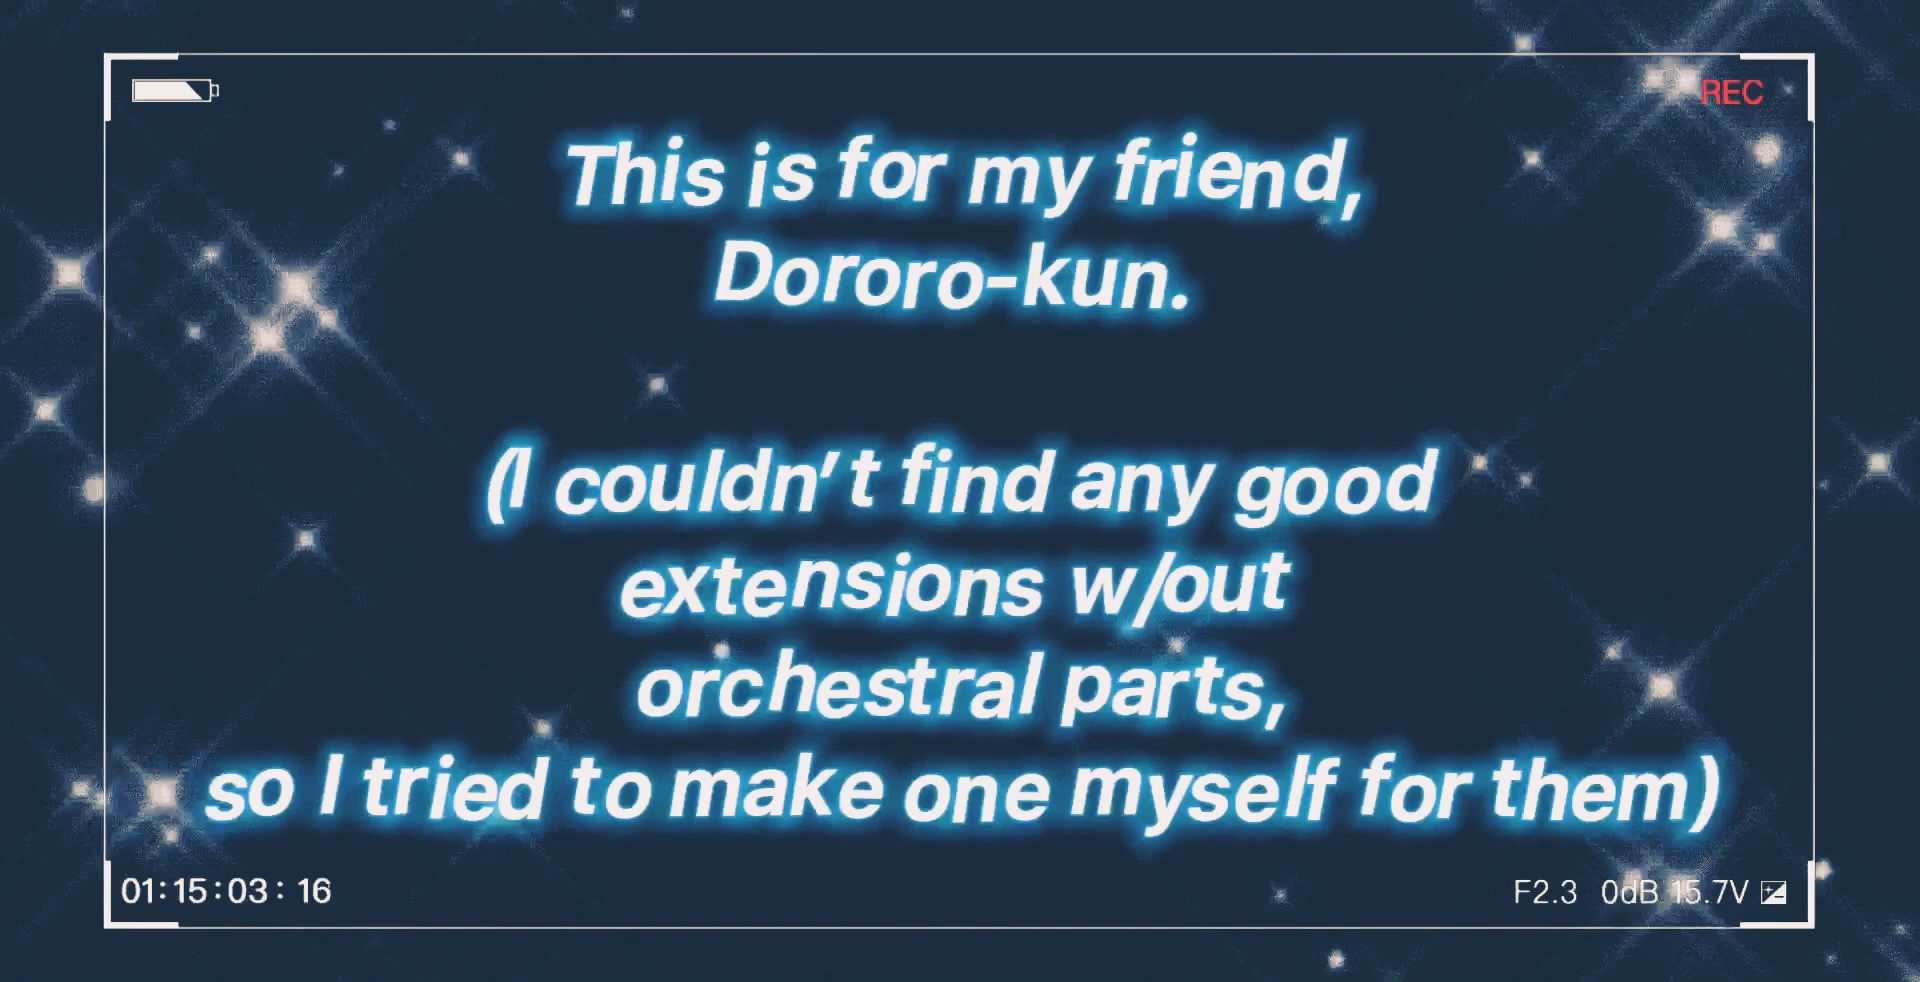 REC
This is for my friend,
Dororo-kun.
(I couldn't find any good
extensions w/out
orchestral parts,
so I tried to make one myself for them)
01:15:03: 16
F2.3 0dB 15.7V